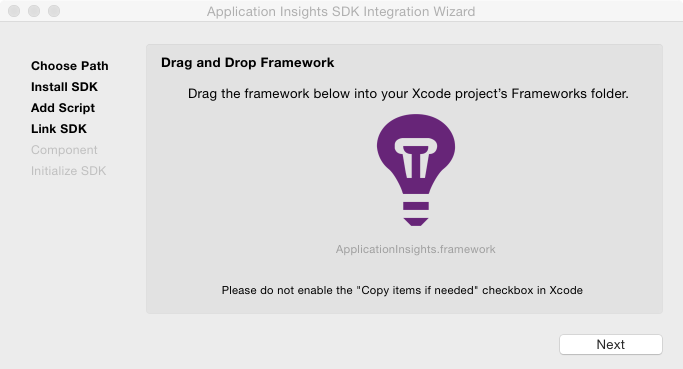 Application Insights SDK Integration Wizard
Choose Path
Install SDK
Add Script
Link SDK
Component
Initialize SDK
Drag and Drop Framework
Drag the framework below into your Xcode project’s Frameworks folder.
ApplicationInsights.framework
Please do not enable the "Copy items if needed" checkbox in Xcode
Next